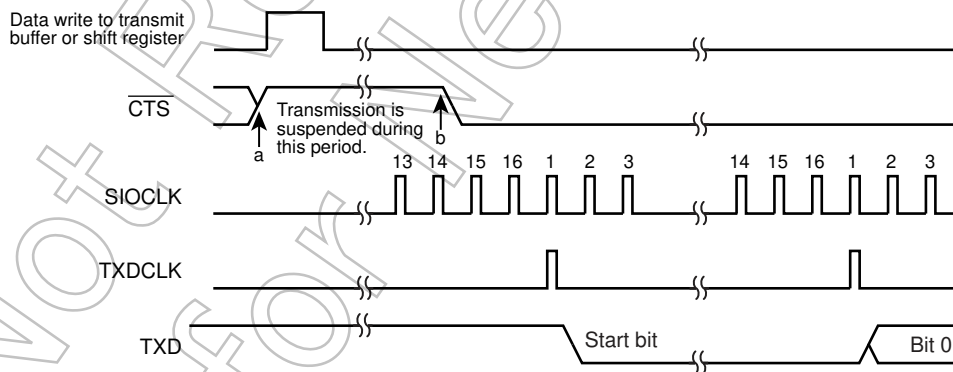 Data write to transmit
buffer or shift register
CTS
Transmission is
suspended during
this period.
a
b
13 14 15 16 1 2 3 14 15 16 1 2 3
SIOCLK
TXDCLK
TXD
Start bit
Bit 0